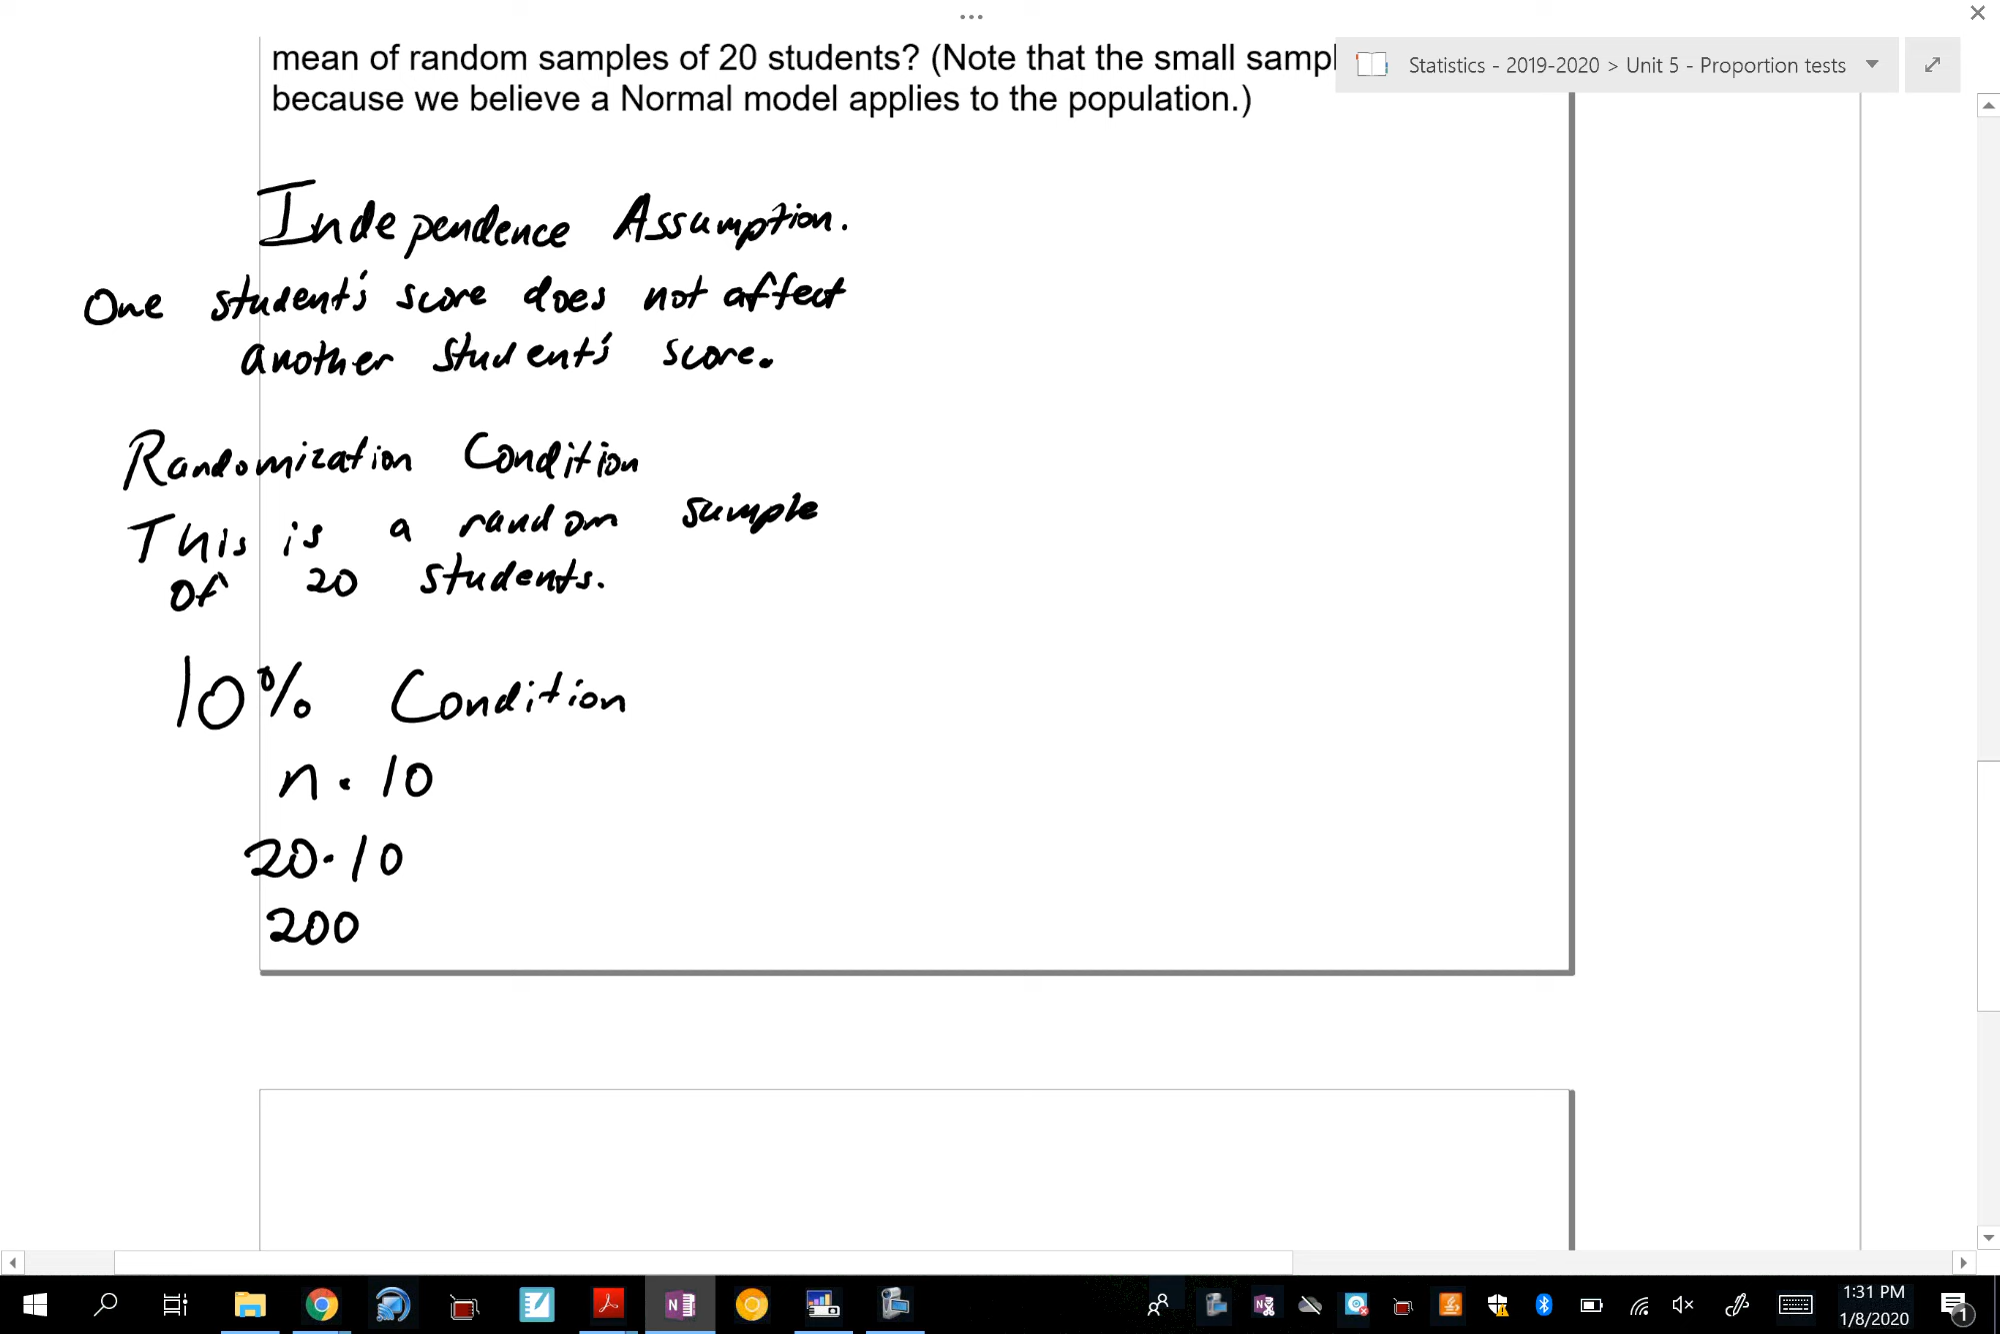 mean of random samples of 20 students? (Note that the small sampl
Statistics - 2019-2020 > Unit 5 - Proportion tests
because we believe a Normal model applies to the population.)
Independence Assumption.
One student's score does not affect
another student's score.
Randomization Condition
This is a random sample
of 20 students.
10% Condition
n · 10
20 · 10
200
1:31 PM
1/8/2020
1